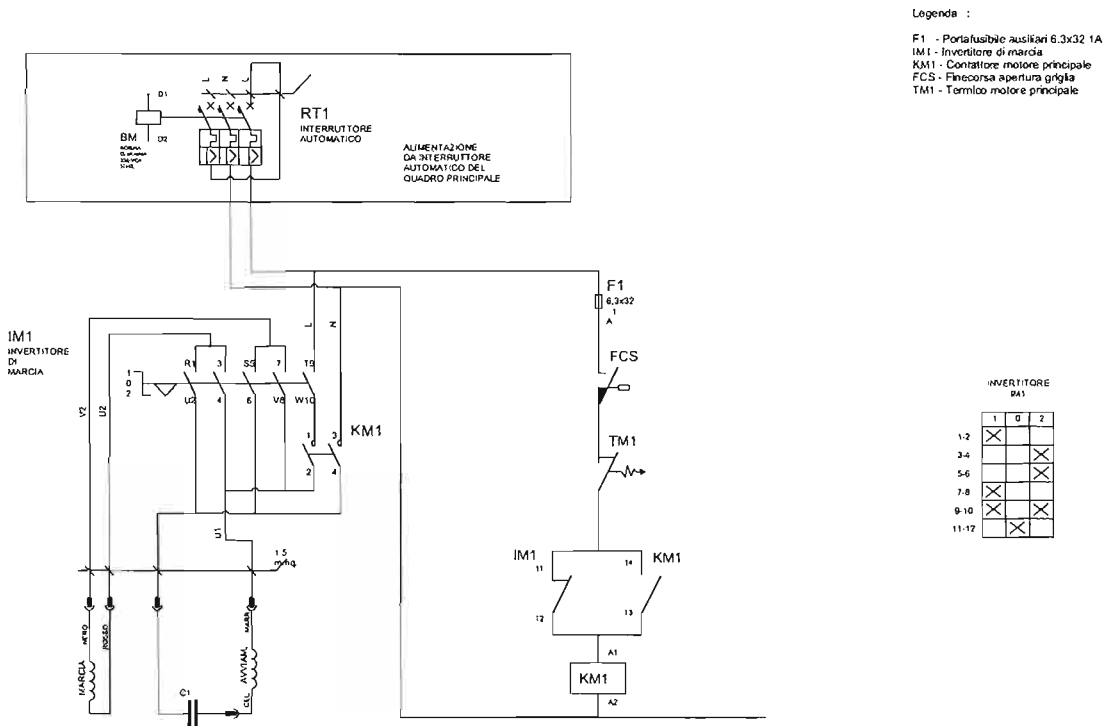 Legenda :
F1 - Portafusibile ausiliari 6.3x32 1A
IM1 - Invertitore di marcia
KM1 - Contattore motore principale
FCS - Finecorsa apertura griglia
TM1 - Termico motore principale
L N
D1
D2
BM
RT1
INTERRUTTORE
AUTOMATICO
ALIMENTAZIONE
DA INTERRUTTORE
AUTOMATICO DEL
QUADRO PRINCIPALE
F1
6,3x32
1
A
L N
IM1
INVERTITORE
DI
MARCIA
FCS
R1 3 S5 7 T9
1
0
2
U2 4 6 V8 W10
V2 U2
KM1
1 3
2 4
TM1
INVERTITORE
1 0 2
1-2
3-4
5-6
7-8
9-10
11-12
U1
1.5
IM1
11
12
KM1
14
13
NERO
ROSSO
MARR
MARCIA
AVVIAM.
C1
A1
KM1
A2